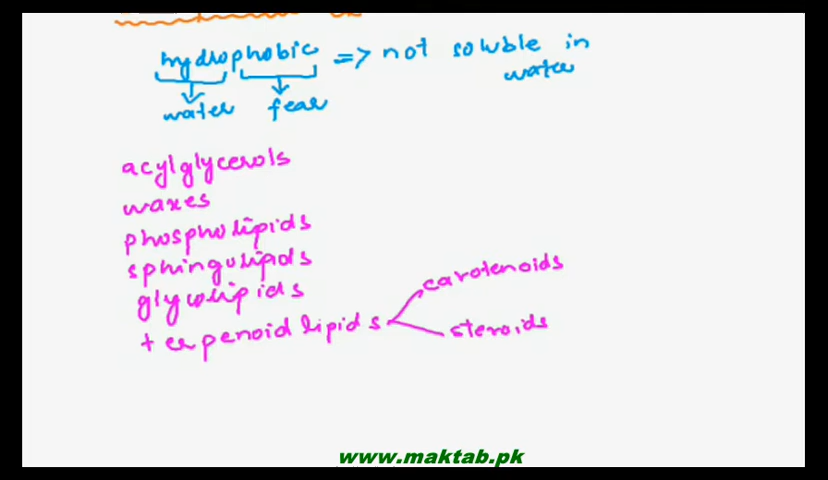 hydrophobic => not soluble in
water
water fear
acylglycerols
waxes
phospholipids
sphingolipids
glycolipids
terpenoid lipids
carotenoids
steroids
www.maktab.pk